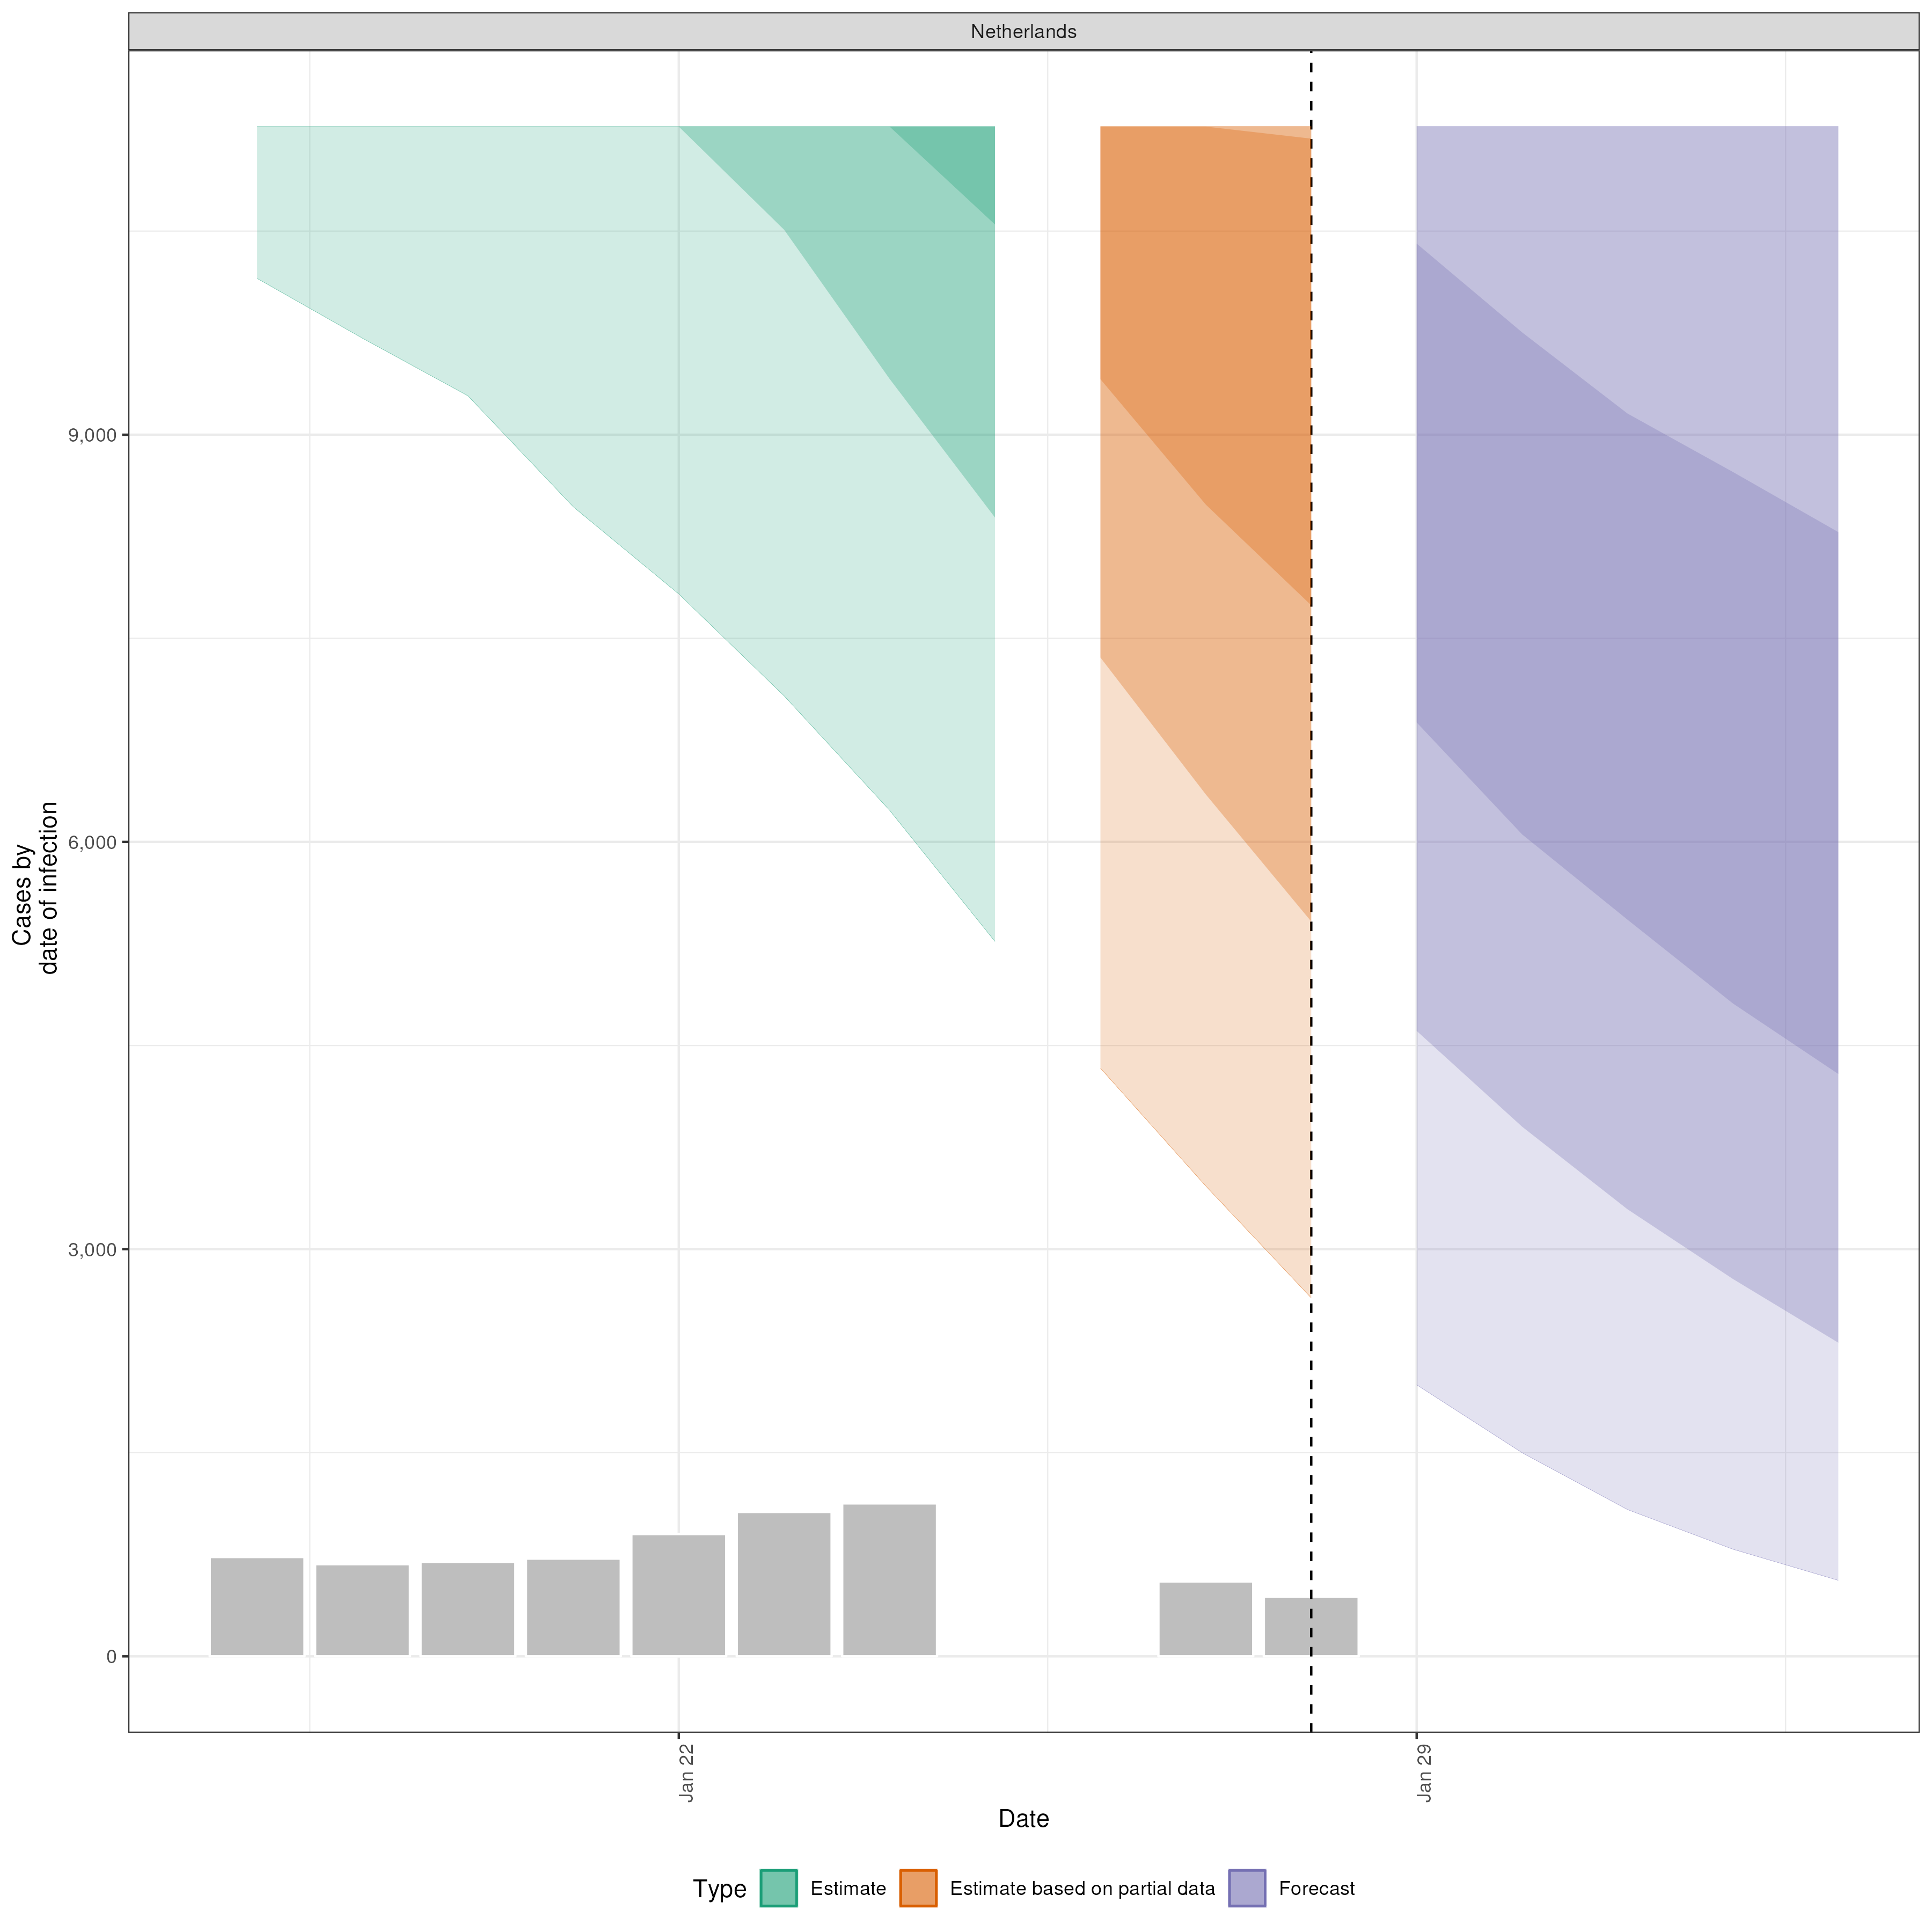 Netherlands
9,000
6,000
3,000
0
Cases by
date of infection
Jan 22
Jan 29
Date
Type
Estimate
Estimate based on partial data
Forecast